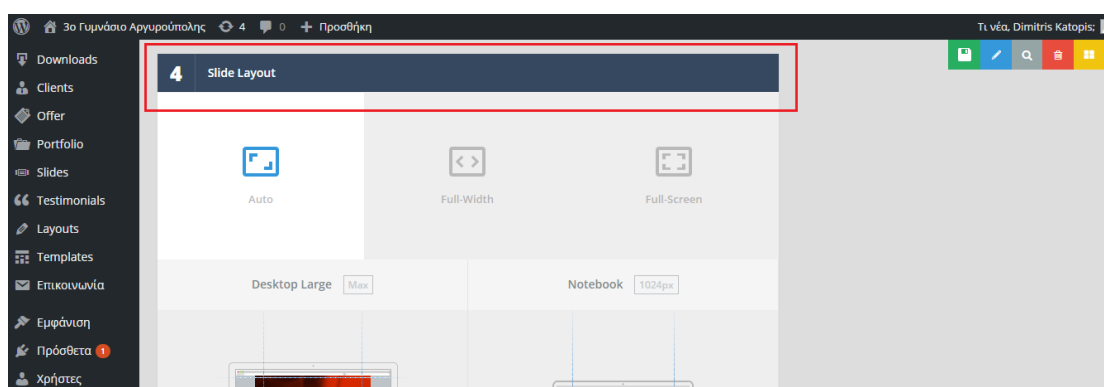 3ο Γυμνάσιο Αργυρούπολης 4 0 + Προσθήκη Τι νέα, Dimitris Katopis;
Downloads
Clients
Offer
Portfolio
Slides
Testimonials
Layouts
Templates
Επικοινωνία
Εμφάνιση
Πρόσθετα 1
Χρήστες
4 Slide Layout
Auto Full-Width Full-Screen
Desktop Large Max Notebook 1024px